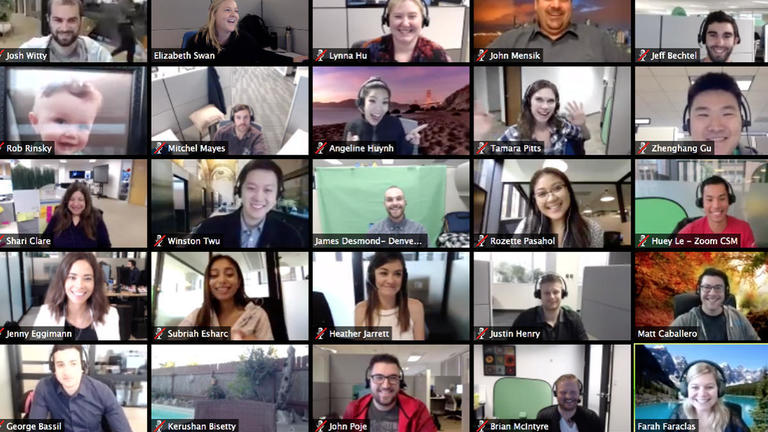 Josh Witty
Elizabeth Swan
Lynna Hu
John Mensik
Jeff Bechtel
Rob Rinsky
Mitchel Mayes
Angeline Huynh
Tamara Pitts
Zhenghang Gu
Shari Clare
Winston Twu
James Desmond- Denve...
Rozette Pasahol
Huey Le - Zoom CSM
Jenny Eggimann
Subriah Esharc
Heather Jarrett
Justin Henry
Matt Caballero
George Bassil
Kerushan Bisetty
John Poje
Brian McIntyre
Farah Faraclas